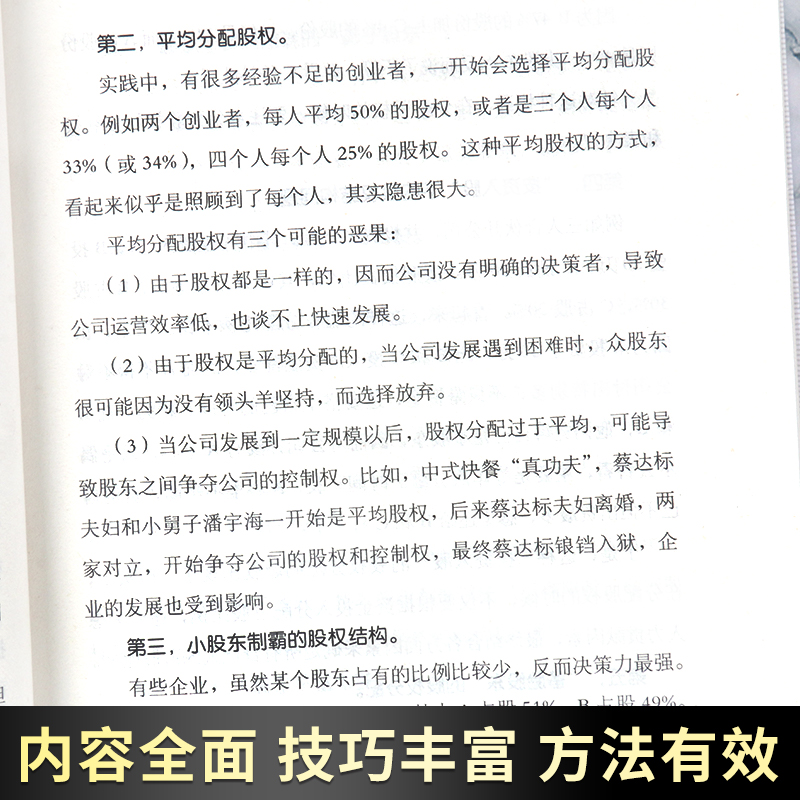 第二，平均分配股权。
实践中，有很多经验不足的创业者，一开始会选择平均分配股
权。例如两个创业者，每人平均50%的股权，或者是三个人每个人
33%（或34%），四个人每个人25%的股权。这种平均股权的方式，
看起来似乎是照顾到了每个人，其实隐患很大。
平均分配股权有三个可能的恶果：
（1）由于股权都是一样的，因而公司没有明确的决策者，导致
公司运营效率低，也谈不上快速发展。
（2）由于股权是平均分配的，当公司发展遇到困难时，众股东
很可能因为没有领头羊坚持，而选择放弃。
（3）当公司发展到一定规模以后，股权分配过于平均，可能导
致股东之间争夺公司的控制权。比如，中式快餐“真功夫”，蔡达标
夫妇和小舅子潘宇海一开始是平均股权，后来蔡达标夫妇离婚，两
家对立，开始争夺公司的股权和控制权，最终蔡达标锒铛入狱，企
业的发展也受到影响。
第三，小股东制霸的股权结构。
有些企业，虽然某个股东占有的比例比较少，反而决策力最强。
A占股51%，B占股49%。
内容全面 技巧丰富 方法有效